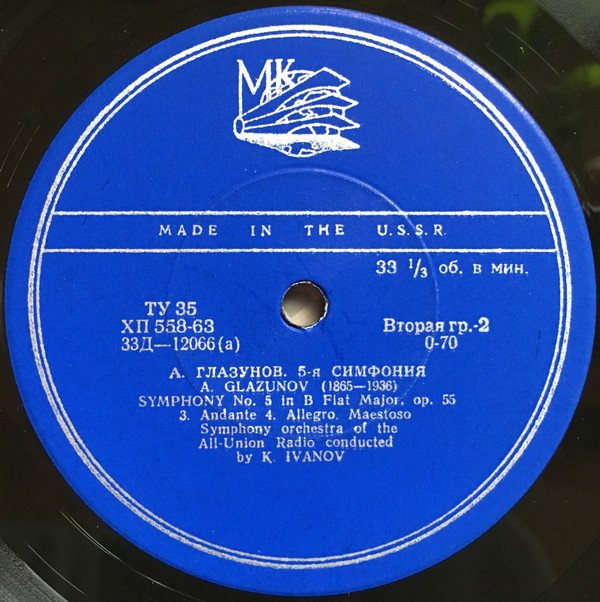 МК
MADE IN THE U.S.S.R.
33 1/3 об. в мин.
ТУ 35
ХП 558-63
33Д—12066(а)
Вторая гр.-2
0-70
А. ГЛАЗУНОВ. 5-я СИМФОНИЯ
A. GLAZUNOV (1865—1936)
SYMPHONY No. 5 in B Flat Major, op. 55
3. Andante 4. Allegro. Maestoso
Symphony orchestra of the
All-Union Radio conducted
by K. IVANOV